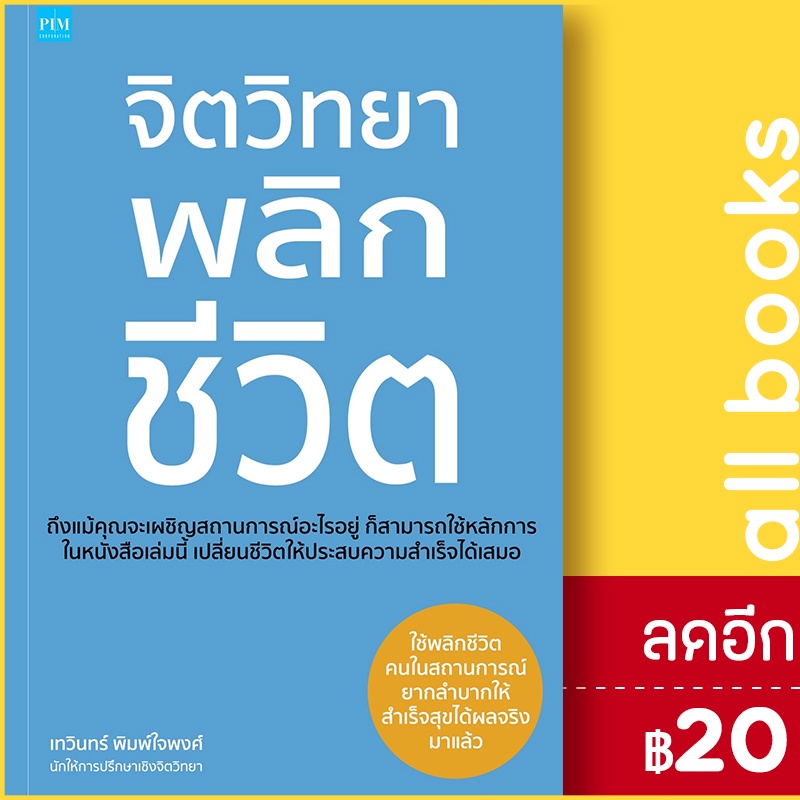 PIM
CORPORATION
จิตวิทยา
พลิก
ชีวิต
ถึงแม้คุณจะเผชิญสถานการณ์อะไรอยู่ ก็สามารถใช้หลักการ
ในหนังสือเล่มนี้ เปลี่ยนชีวิตให้ประสบความสำเร็จได้เสมอ
ใช้พลิกชีวิต
คนในสถานการณ์
ยากลำบากให้
สำเร็จสุขได้ผลจริง
มาแล้ว
เทวินทร์ พิมพ์ใจพงศ์
นักให้การปรึกษาเชิงจิตวิทยา
all books
ลดอีก
฿20